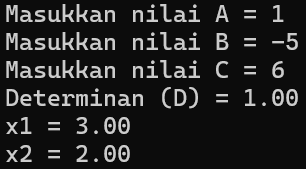 Masukkan nilai A = 1
Masukkan nilai B = -5
Masukkan nilai C = 6
Determinan (D) = 1.00
x1 = 3.00
x2 = 2.00